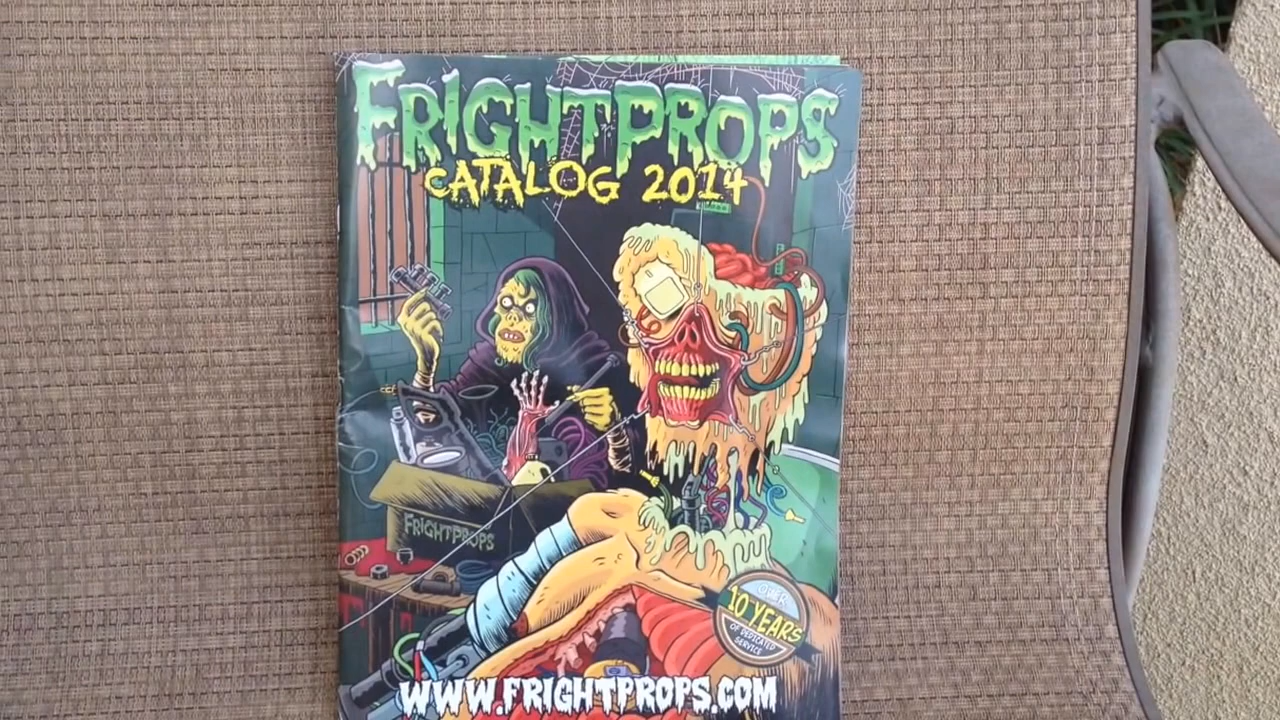 FRIGHTPROPS
CATALOG 2014
FRIGHTPROPS
OVER
10 YEARS
OF DEDICATED
SERVICE
WWW.FRIGHTPROPS.COM